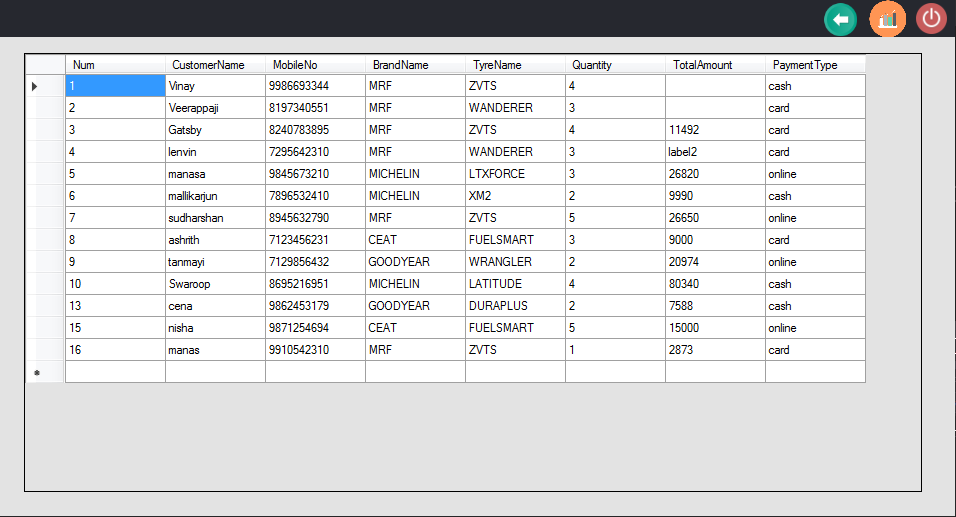 Num CustomerName MobileNo BrandName TyreName Quantity TotalAmount PaymentType
1 Vinay 9986693344 MRF ZVTS 4 cash
2 Veerappaji 8197340551 MRF WANDERER 3 card
3 Gatsby 8240783895 MRF ZVTS 4 11492 card
4 lenvin 7295642310 MRF WANDERER 3 label2 card
5 manasa 9845673210 MICHELIN LTXFORCE 3 26820 online
6 mallikarjun 7896532410 MICHELIN XM2 2 9990 cash
7 sudharshan 8945632790 MRF ZVTS 5 26650 online
8 ashrith 7123456231 CEAT FUELSMART 3 9000 card
9 tanmayi 7129856432 GOODYEAR WRANGLER 2 20974 online
10 Swaroop 8695216951 MICHELIN LATITUDE 4 80340 cash
13 cena 9862453179 GOODYEAR DURAPLUS 2 7588 cash
15 nisha 9871254694 CEAT FUELSMART 5 15000 online
16 manas 9910542310 MRF ZVTS 1 2873 card